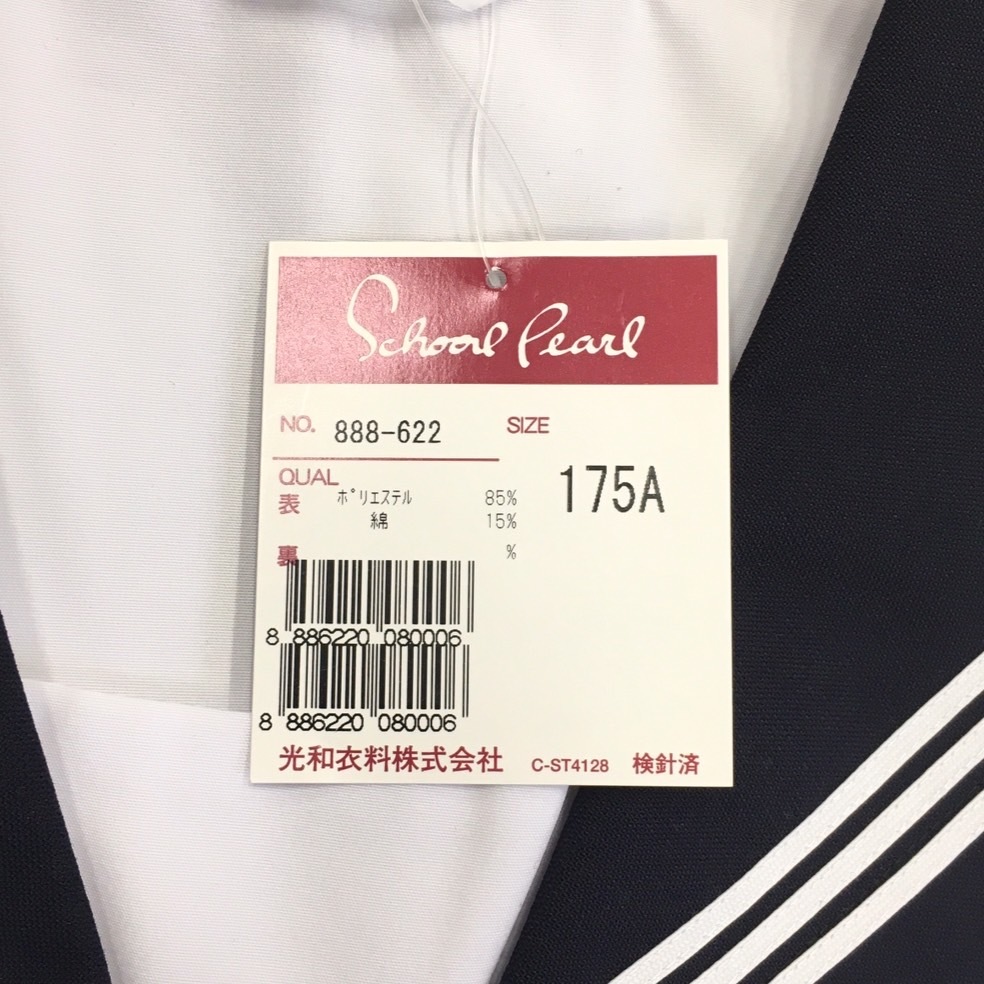 School Pearl
NO. 888-622 SIZE
175A
QUAL
表 ポリエステル 85%
綿 15%
裏 %
8 886220 080006
8 886220 080006
光和衣料株式会社 C-ST4128 検針済